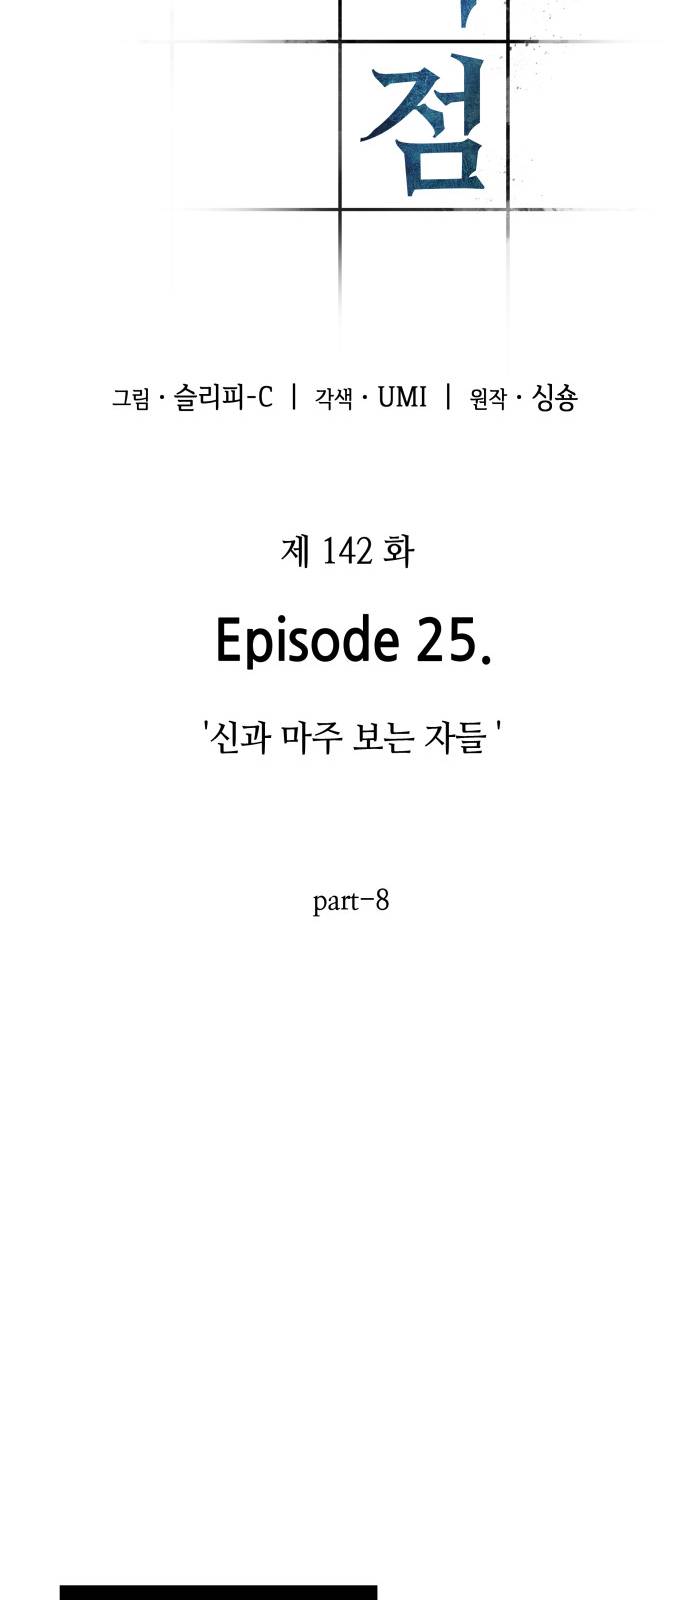 점
그림 · 슬리피-C | 각색 · UMI | 원작 · 싱숑
제 142 화
Episode 25.
'신과 마주 보는 자들 '
part-8